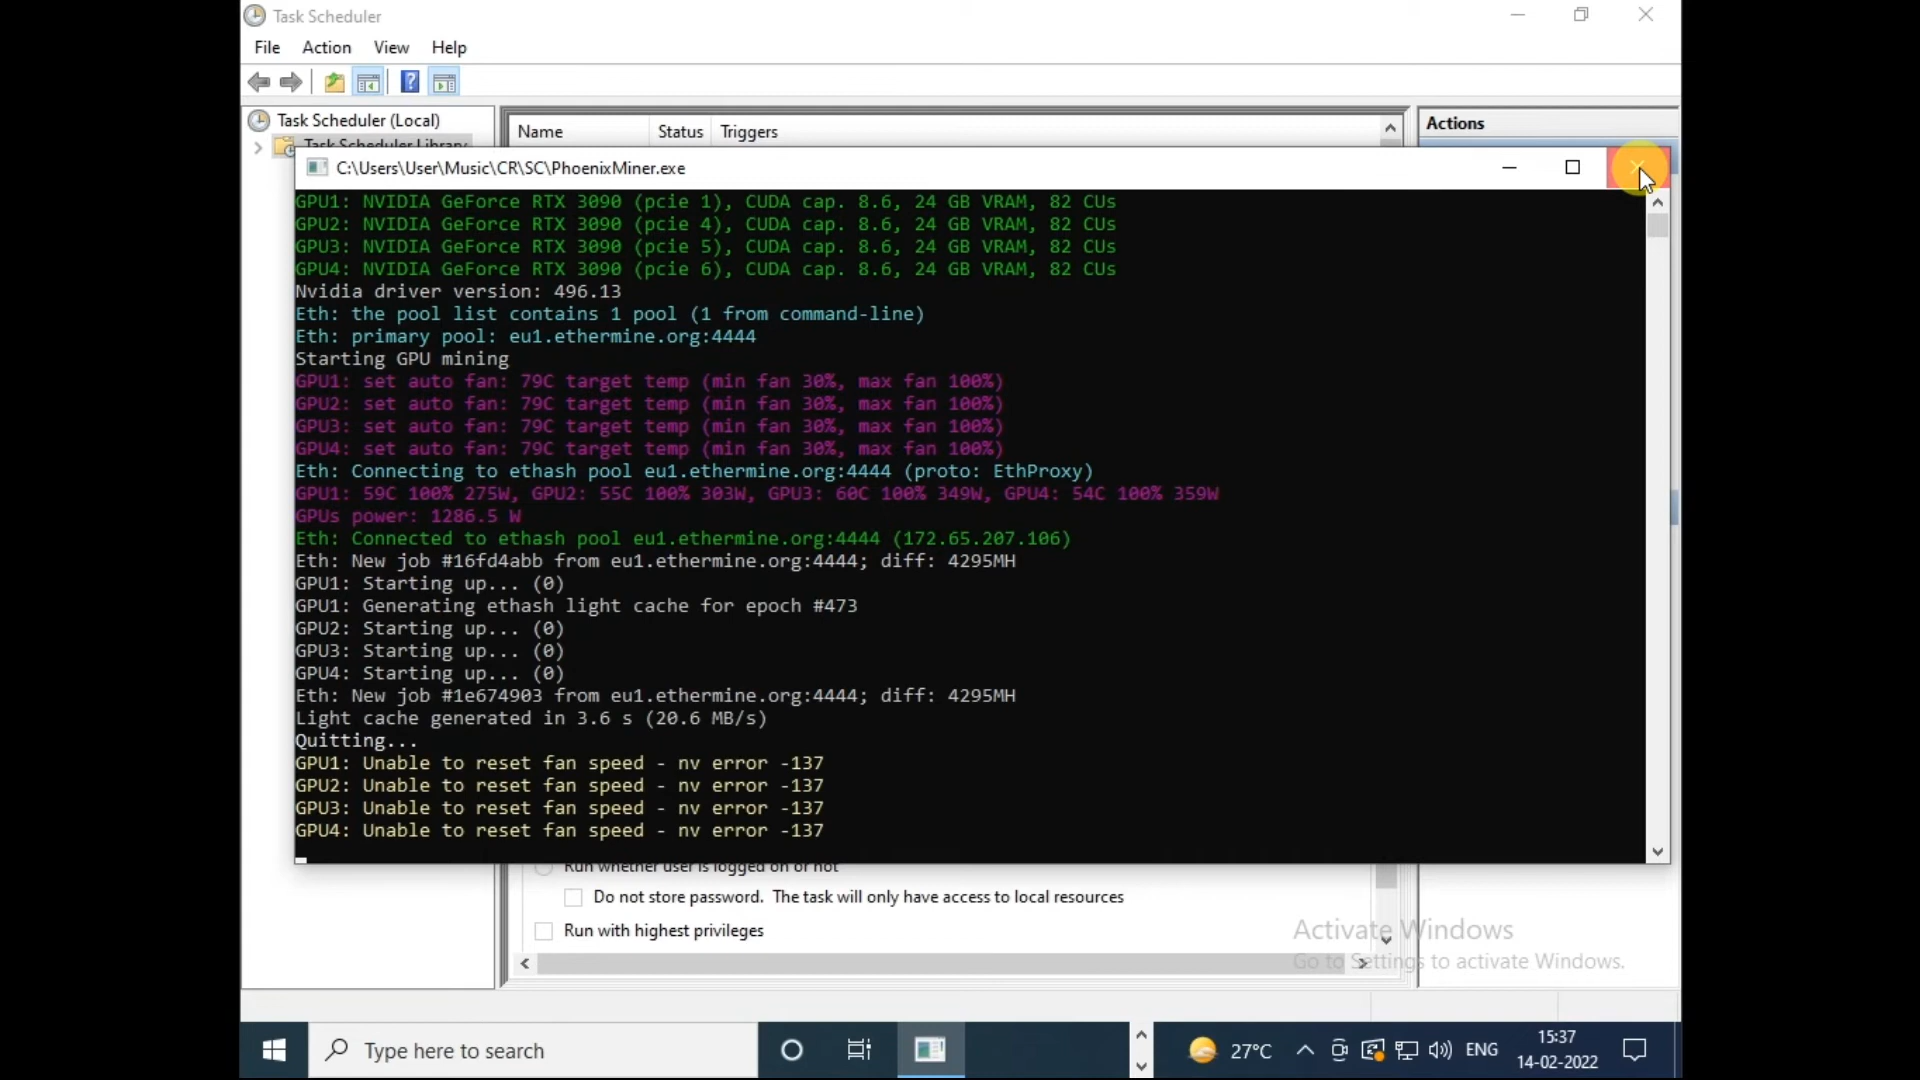 Task Scheduler
File Action View Help
Task Scheduler (Local)
Task Scheduler Library
Name Status Triggers
Actions
C:\Users\User\Music\CR\SC\PhoenixMiner.exe
GPU1: NVIDIA GeForce RTX 3090 (pcie 1), CUDA cap. 8.6, 24 GB VRAM, 82 CUs
GPU2: NVIDIA GeForce RTX 3090 (pcie 4), CUDA cap. 8.6, 24 GB VRAM, 82 CUs
GPU3: NVIDIA GeForce RTX 3090 (pcie 5), CUDA cap. 8.6, 24 GB VRAM, 82 CUs
GPU4: NVIDIA GeForce RTX 3090 (pcie 6), CUDA cap. 8.6, 24 GB VRAM, 82 CUs
Nvidia driver version: 496.13
Eth: the pool list contains 1 pool (1 from command-line)
Eth: primary pool: eu1.ethermine.org:4444
Starting GPU mining
GPU1: set auto fan: 79C target temp (min fan 30%, max fan 100%)
GPU2: set auto fan: 79C target temp (min fan 30%, max fan 100%)
GPU3: set auto fan: 79C target temp (min fan 30%, max fan 100%)
GPU4: set auto fan: 79C target temp (min fan 30%, max fan 100%)
Eth: Connecting to ethash pool eu1.ethermine.org:4444 (proto: EthProxy)
GPU1: 59C 100% 275W, GPU2: 55C 100% 303W, GPU3: 60C 100% 349W, GPU4: 54C 100% 359W
GPUs power: 1286.5 W
Eth: Connected to ethash pool eu1.ethermine.org:4444 (172.65.207.106)
Eth: New job #16fd4abb from eu1.ethermine.org:4444; diff: 4295MH
GPU1: Starting up... (0)
GPU1: Generating ethash light cache for epoch #473
GPU2: Starting up... (0)
GPU3: Starting up... (0)
GPU4: Starting up... (0)
Eth: New job #1e674903 from eu1.ethermine.org:4444; diff: 4295MH
Light cache generated in 3.6 s (20.6 MB/s)
Quitting...
GPU1: Unable to reset fan speed - nv error -137
GPU2: Unable to reset fan speed - nv error -137
GPU3: Unable to reset fan speed - nv error -137
GPU4: Unable to reset fan speed - nv error -137
Run whether user is logged on or not
Do not store password. The task will only have access to local resources
Run with highest privileges
Activate Windows
Go to Settings to activate Windows.
Type here to search
27°C
ENG
15:37
14-02-2022